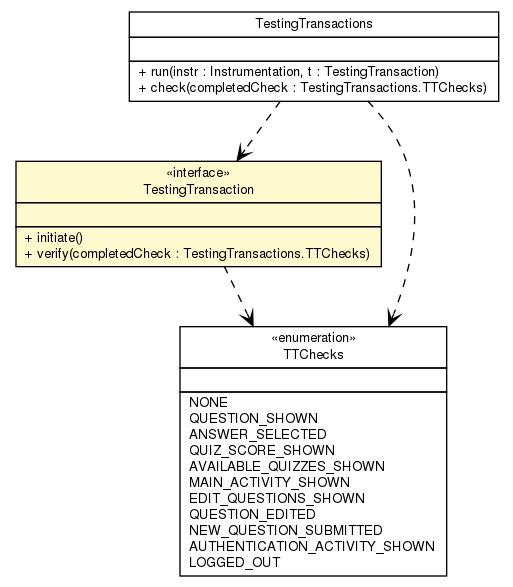 TestingTransactions
+ run(instr : Instrumentation, t : TestingTransaction)
+ check(completedCheck : TestingTransactions.TTChecks)
«interface»
TestingTransaction
+ initiate()
+ verify(completedCheck : TestingTransactions.TTChecks)
«enumeration»
TTChecks
NONE
QUESTION_SHOWN
ANSWER_SELECTED
QUIZ_SCORE_SHOWN
AVAILABLE_QUIZZES_SHOWN
MAIN_ACTIVITY_SHOWN
EDIT_QUESTIONS_SHOWN
QUESTION_EDITED
NEW_QUESTION_SUBMITTED
AUTHENTICATION_ACTIVITY_SHOWN
LOGGED_OUT